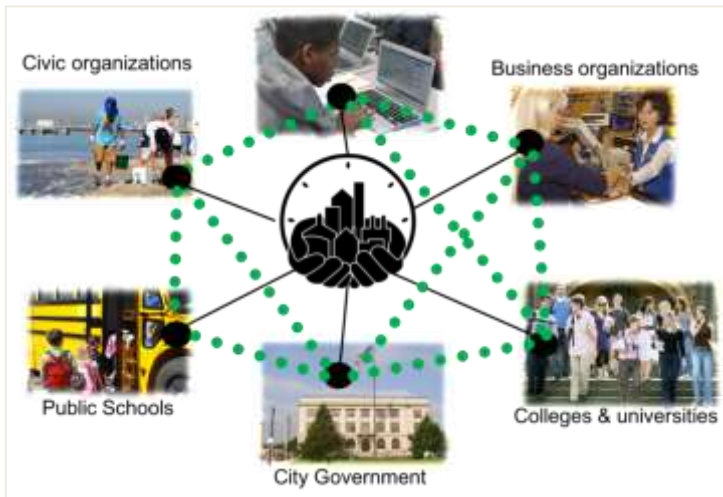 Civic organizations
Business organizations
Public Schools
Colleges & universities
City Government